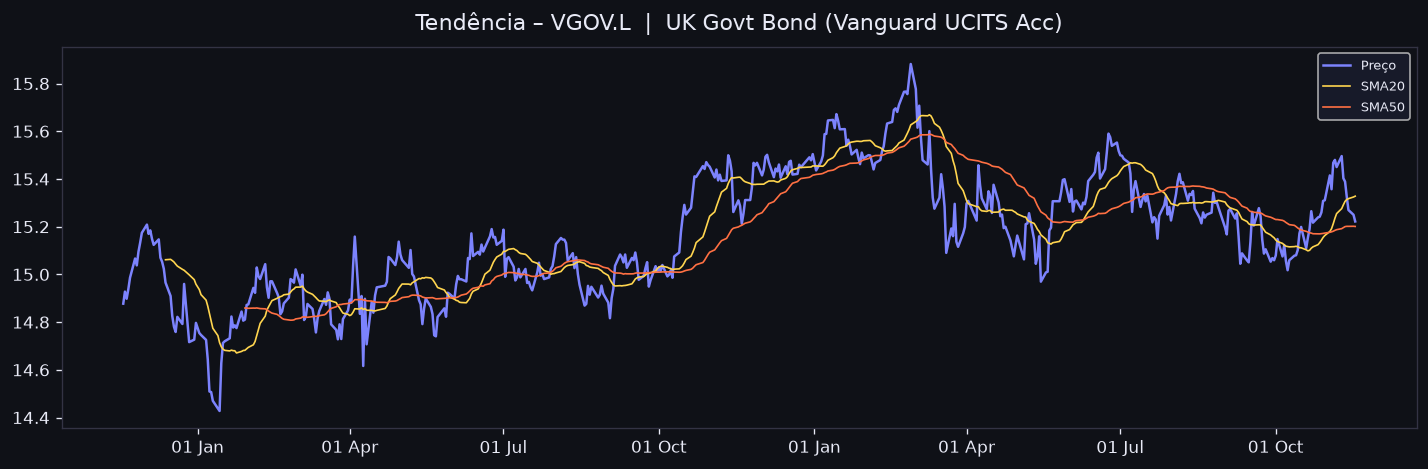 Tendência – VGOV.L | UK Govt Bond (Vanguard UCITS Acc)
Preço
SMA20
SMA50
15.8
15.6
15.4
15.2
15.0
14.8
14.6
14.4
01 Jan 01 Apr 01 Jul 01 Oct 01 Jan 01 Apr 01 Jul 01 Oct